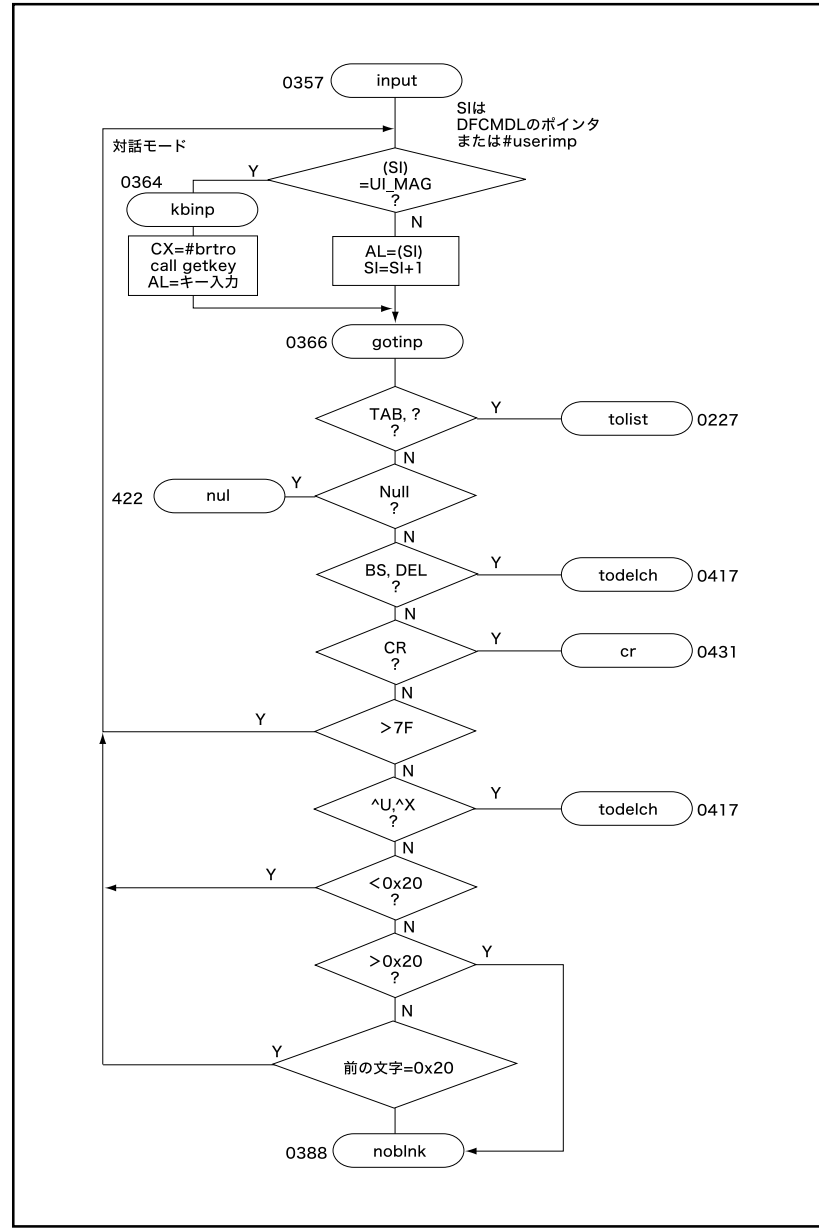 0357
input
SIは
DFCMDLのポインタ
または#userimp
対話モード
Y
(SI)
=UI_MAG
?
0364
kbinp
N
CX=#brtro
call getkey
AL=キー入力
AL=(SI)
SI=SI+1
0366
gotinp
TAB, ?
?
Y
tolist
0227
N
422
nul
Y
Null
?
N
BS, DEL
?
Y
todelch
0417
N
CR
?
Y
cr
0431
N
Y
>7F
N
^U,^X
?
Y
todelch
0417
N
Y
<0x20
?
N
>0x20
?
Y
N
Y
前の文字=0x20
0388
noblnk